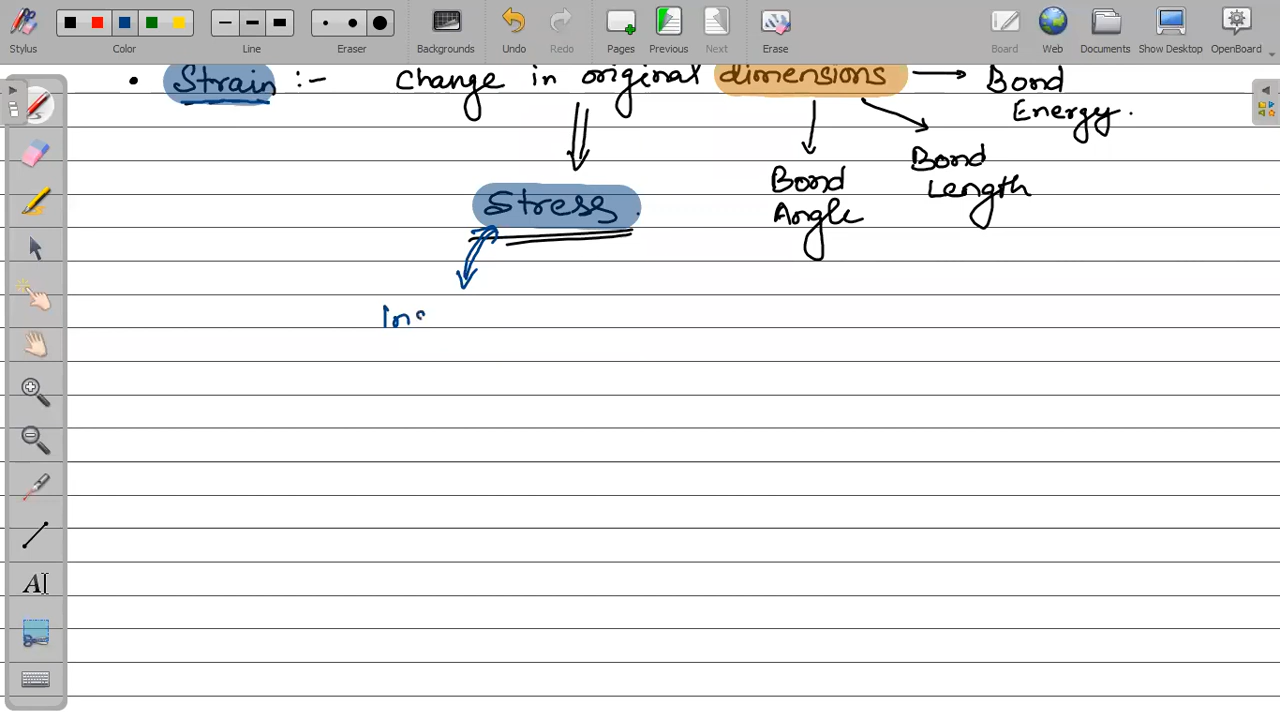 Stylus
Color
Line
Eraser
Backgrounds
Undo
Redo
Pages
Previous
Next
Erase
Board
Web
Documents
Show Desktop
OpenBoard
• Strain :- Change in original dimensions → Bond
Energy.
Stress.
Bond
Angle
Bond
Length